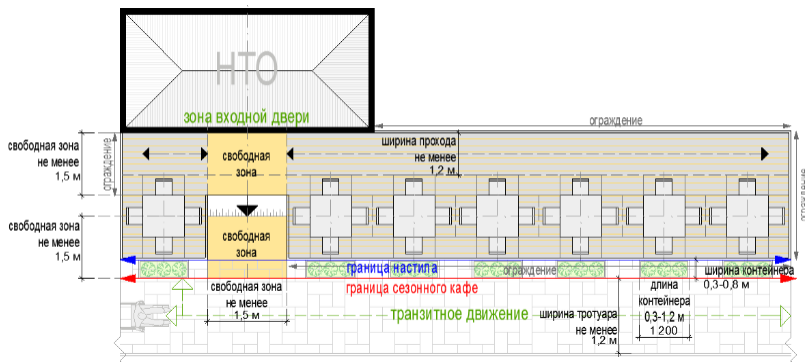 НТО
зона входной двери
ограждение
свободная зона
не менее
1,5 м
ограждение
свободная
зона
ширина прохода
не менее
1,2 м
ограждение
свободная зона
не менее
1,5 м
свободная
зона
граница настила
ограждение
ширина контейнера
0,3-0,8 м
свободная зона
не менее
1,5 м
граница сезонного кафе
длина
контейнера
0,3-1,2 м
1 200
транзитное движение
ширина тротуара
не менее
1,2 м